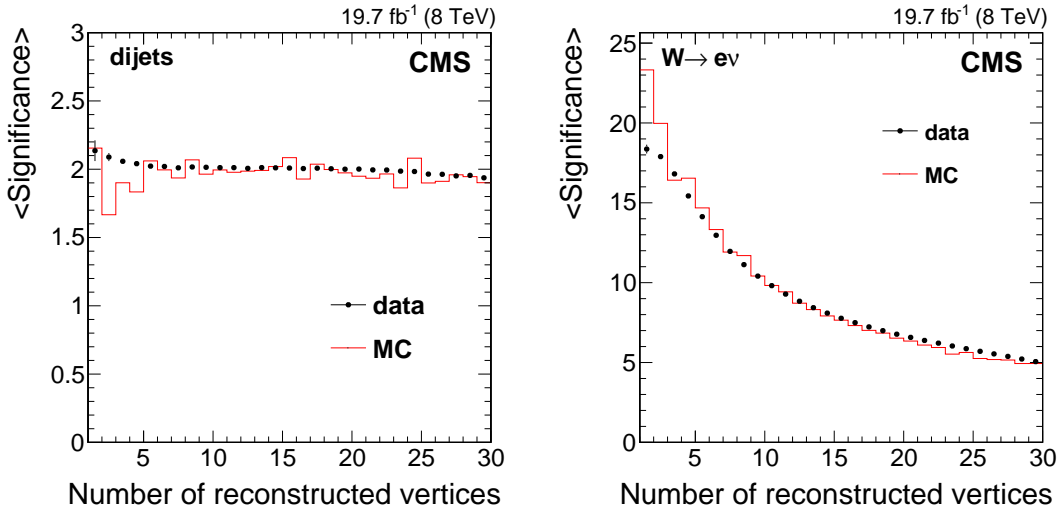 19.7 fb⁻¹ (8 TeV)
dijets
CMS
<Significance>
3
2.5
2
1.5
1
0.5
0
data
MC
5 10 15 20 25 30
Number of reconstructed vertices
19.7 fb⁻¹ (8 TeV)
W→ eν
CMS
<Significance>
25
20
15
10
5
0
data
MC
5 10 15 20 25 30
Number of reconstructed vertices